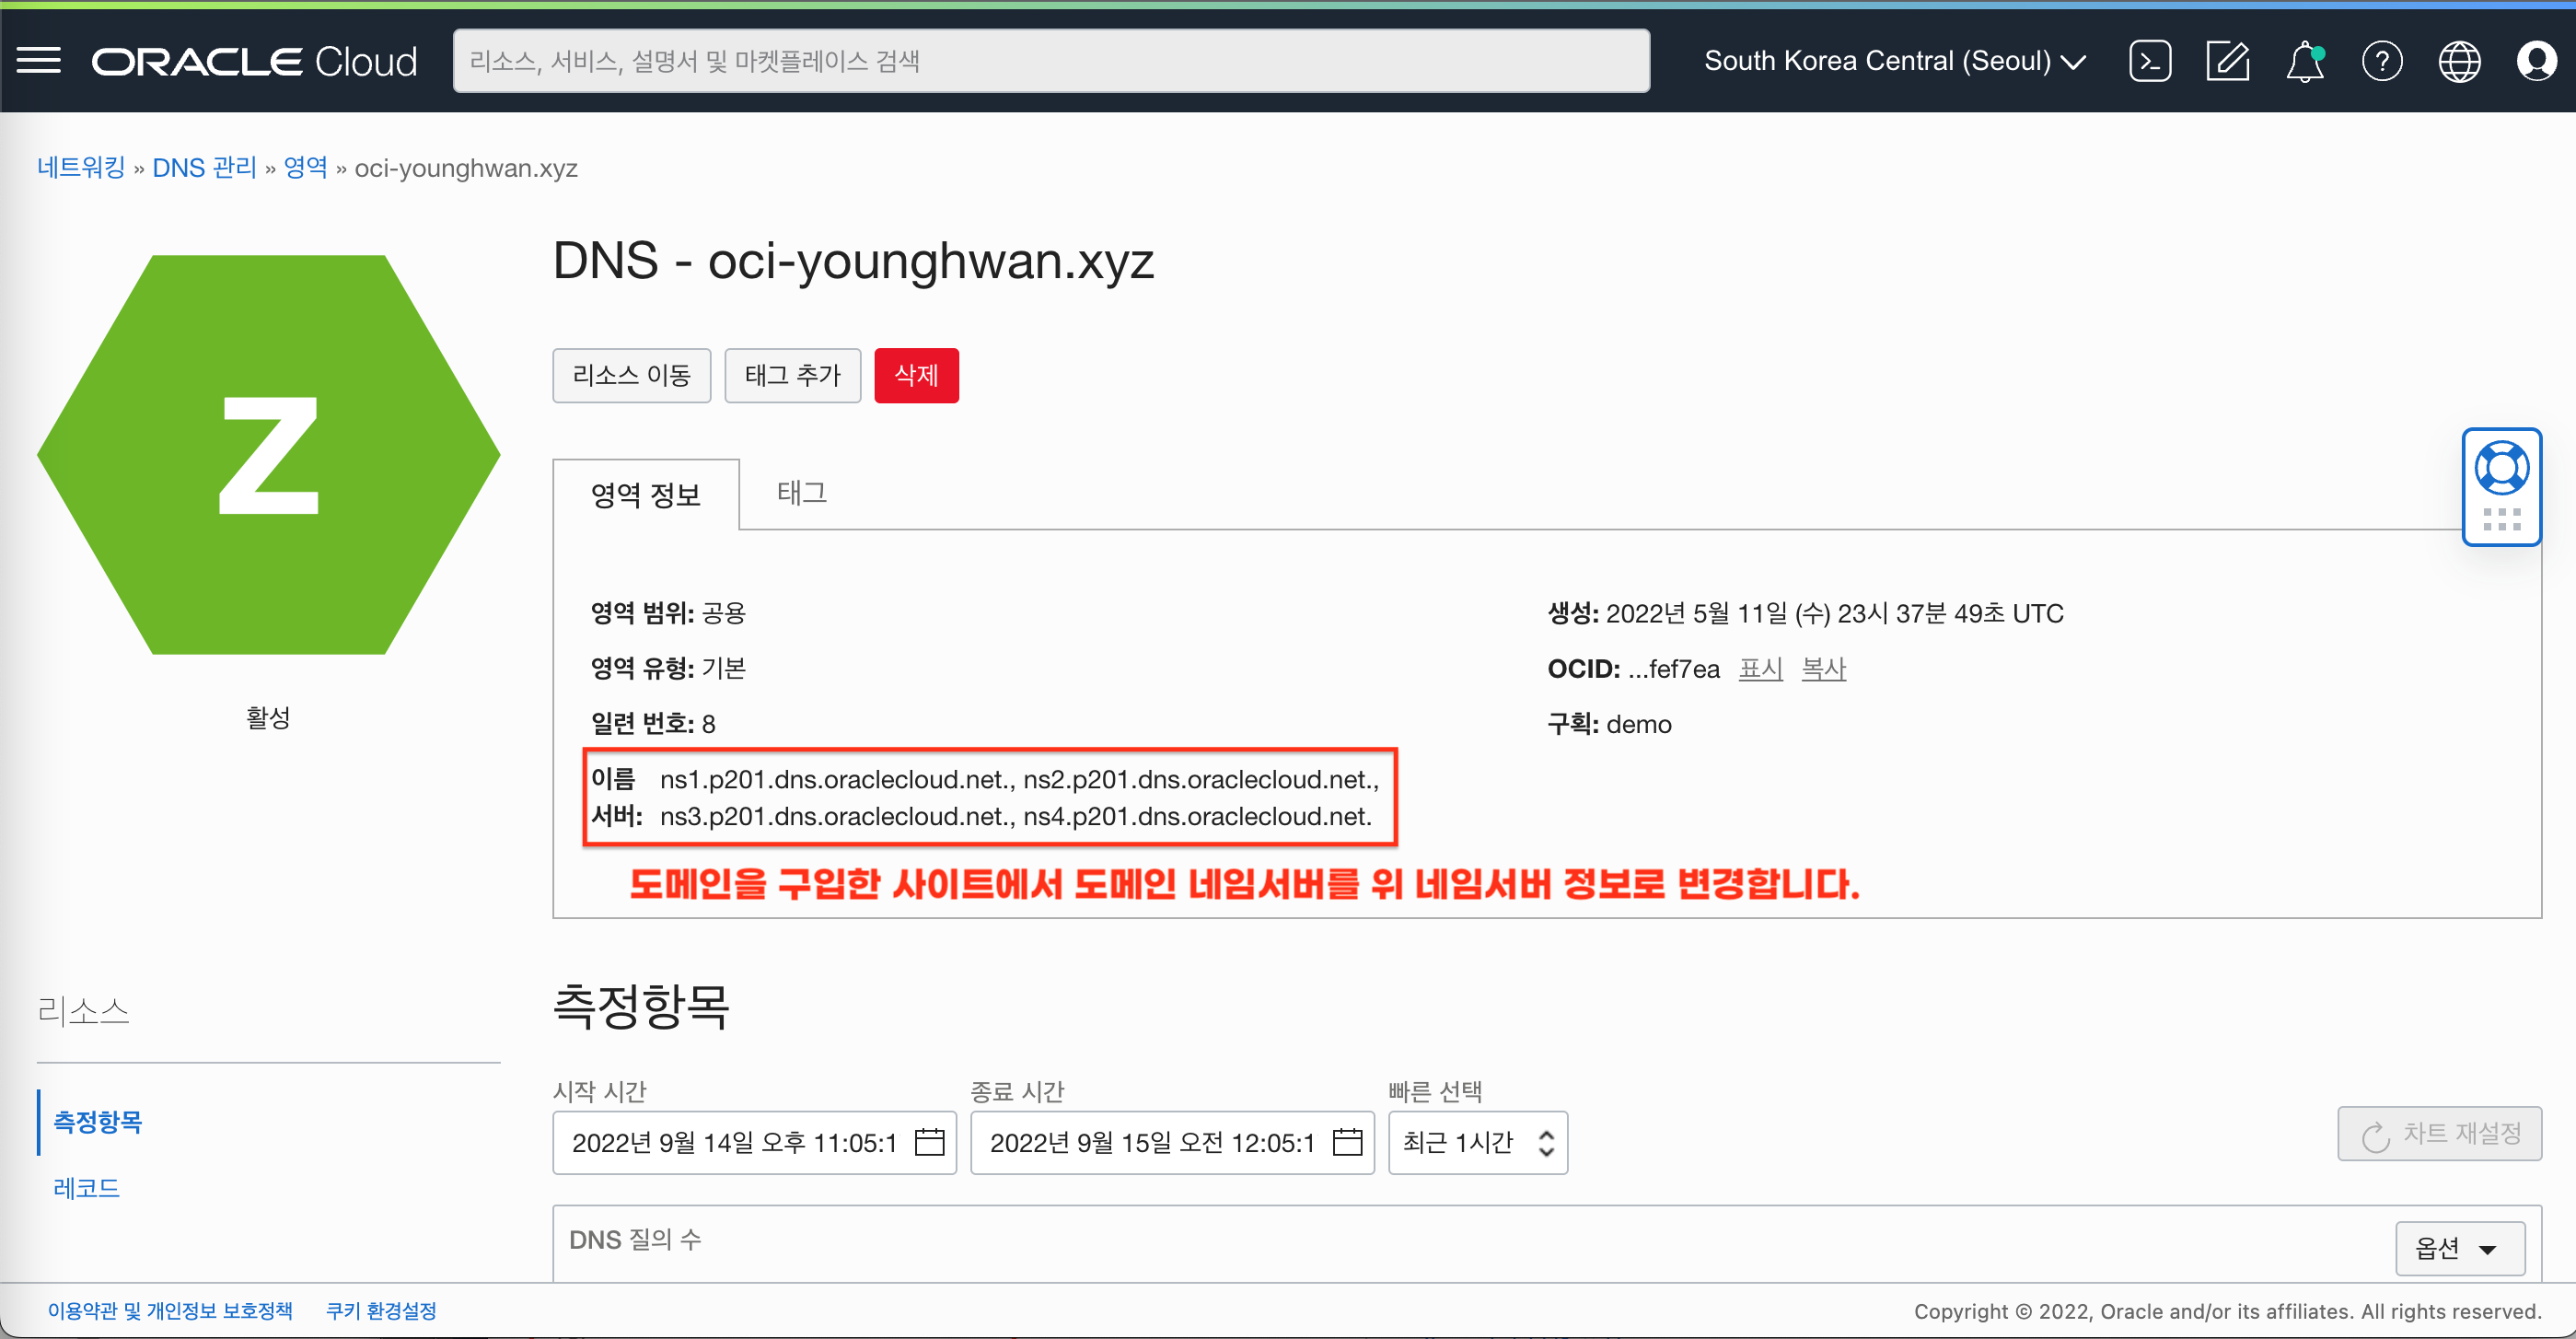 ORACLE Cloud
리소스, 서비스, 설명서 및 마켓플레이스 검색
South Korea Central (Seoul)
네트워킹 » DNS 관리 » 영역 » oci-younghwan.xyz
Z
활성
DNS - oci-younghwan.xyz
리소스 이동
태그 추가
삭제
영역 정보
태그
영역 범위: 공용
영역 유형: 기본
일련 번호: 8
이름 ns1.p201.dns.oraclecloud.net., ns2.p201.dns.oraclecloud.net.,
서버: ns3.p201.dns.oraclecloud.net., ns4.p201.dns.oraclecloud.net.
생성: 2022년 5월 11일 (수) 23시 37분 49초 UTC
OCID: ...fef7ea 표시 복사
구획: demo
도메인을 구입한 사이트에서 도메인 네임서버를 위 네임서버 정보로 변경합니다.
리소스
측정항목
레코드
측정항목
시작 시간
2022년 9월 14일 오후 11:05:1
종료 시간
2022년 9월 15일 오전 12:05:1
빠른 선택
최근 1시간
차트 재설정
DNS 질의 수
옵션
이용약관 및 개인정보 보호정책
쿠키 환경설정
Copyright © 2022, Oracle and/or its affiliates. All rights reserved.